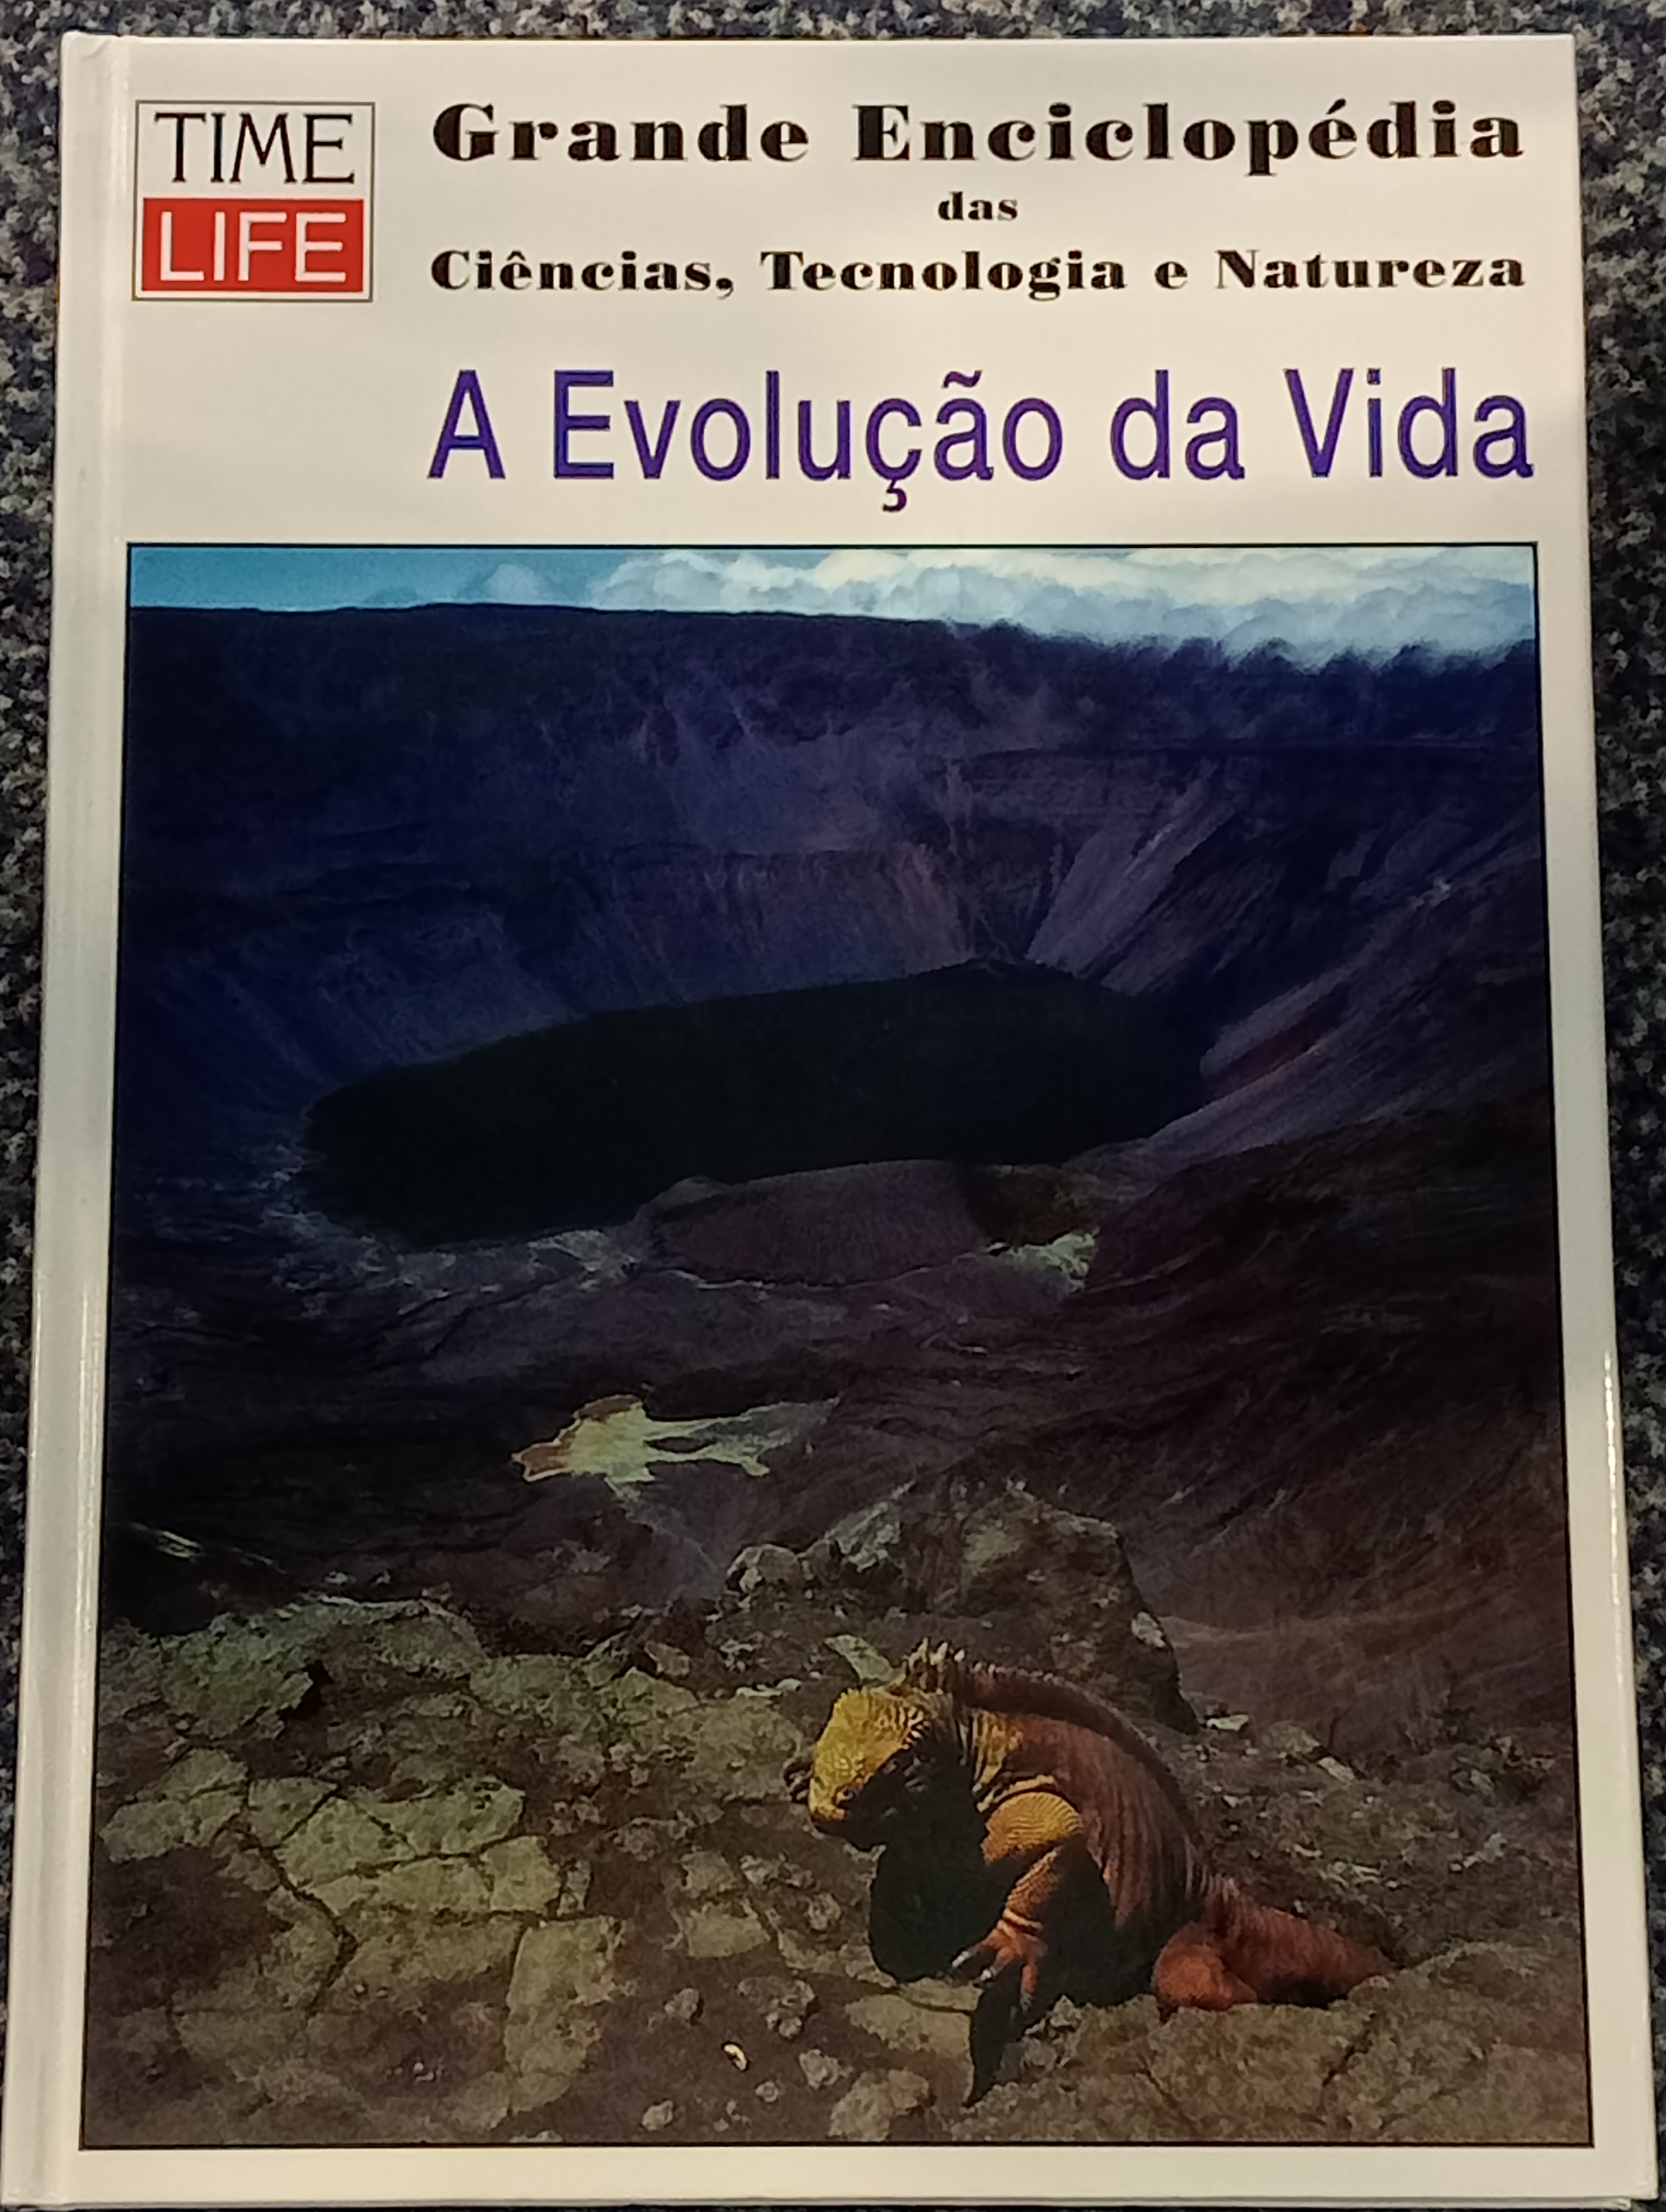 TIME
LIFE
Grande Enciclopédia
das
Ciências, Tecnologia e Natureza
A Evolução da Vida